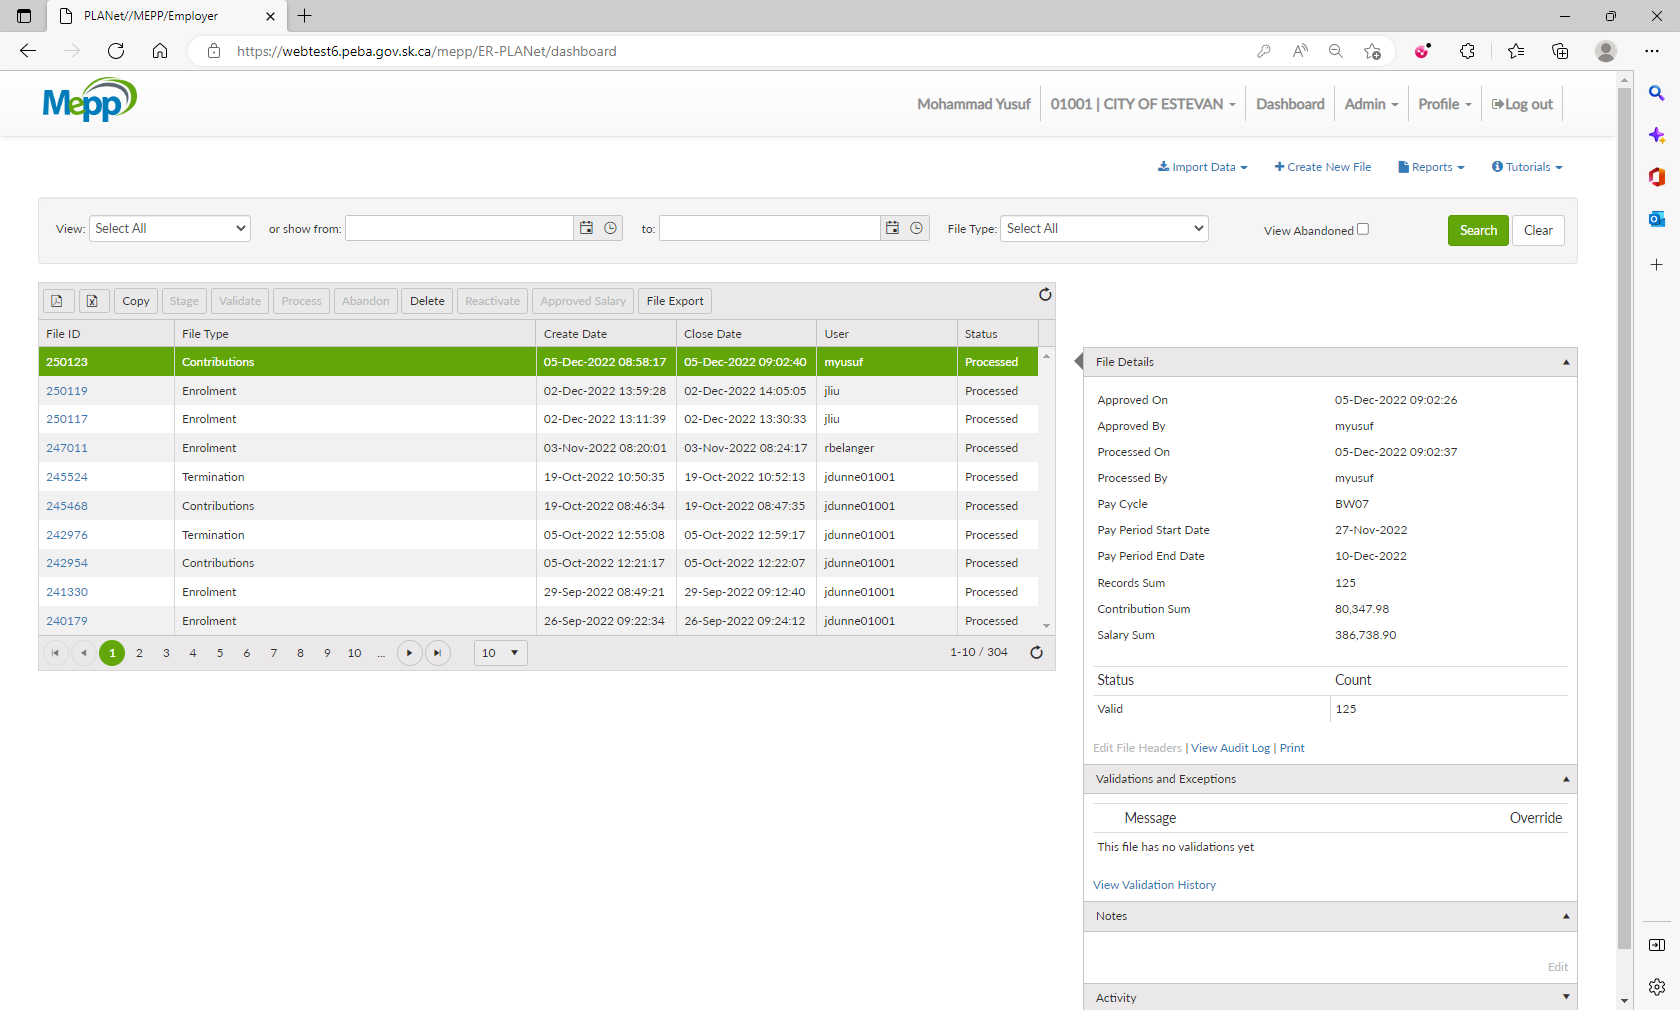 PLANet//MEPP/Employer
https://webtest6.peba.gov.sk.ca/mepp/ER-PLANet/dashboard
Mepp
Mohammad Yusuf
01001 | CITY OF ESTEVAN
Dashboard
Admin
Profile
Log out
Import Data
Create New File
Reports
Tutorials
View: Select All or show from: to: File Type: Select All View Abandoned Search Clear
Copy Stage Validate Process Abandon Delete Reactivate Approved Salary File Export
File ID File Type Create Date Close Date User Status
250123 Contributions 05-Dec-2022 08:58:17 05-Dec-2022 09:02:40 myusuf Processed
250119 Enrolment 02-Dec-2022 13:59:28 02-Dec-2022 14:05:05 jliu Processed
250117 Enrolment 02-Dec-2022 13:11:39 02-Dec-2022 13:30:33 jliu Processed
247011 Enrolment 03-Nov-2022 08:20:01 03-Nov-2022 08:24:17 rbelanger Processed
245524 Termination 19-Oct-2022 10:50:35 19-Oct-2022 10:52:13 jdunne01001 Processed
245468 Contributions 19-Oct-2022 08:46:34 19-Oct-2022 08:47:35 jdunne01001 Processed
242976 Termination 05-Oct-2022 12:55:08 05-Oct-2022 12:59:17 jdunne01001 Processed
242954 Contributions 05-Oct-2022 12:21:17 05-Oct-2022 12:22:07 jdunne01001 Processed
241330 Enrolment 29-Sep-2022 08:49:21 29-Sep-2022 09:12:40 jdunne01001 Processed
240179 Enrolment 26-Sep-2022 09:22:34 26-Sep-2022 09:24:12 jdunne01001 Processed
1 2 3 4 5 6 7 8 9 10 ... 10 1-10 / 304
File Details
Approved On 05-Dec-2022 09:02:26
Approved By myusuf
Processed On 05-Dec-2022 09:02:37
Processed By myusuf
Pay Cycle BW07
Pay Period Start Date 27-Nov-2022
Pay Period End Date 10-Dec-2022
Records Sum 125
Contribution Sum 80,347.98
Salary Sum 386,738.90
Status Count
Valid 125
Edit File Headers | View Audit Log | Print
Validations and Exceptions
Message Override
This file has no validations yet
View Validation History
Notes
Edit
Activity